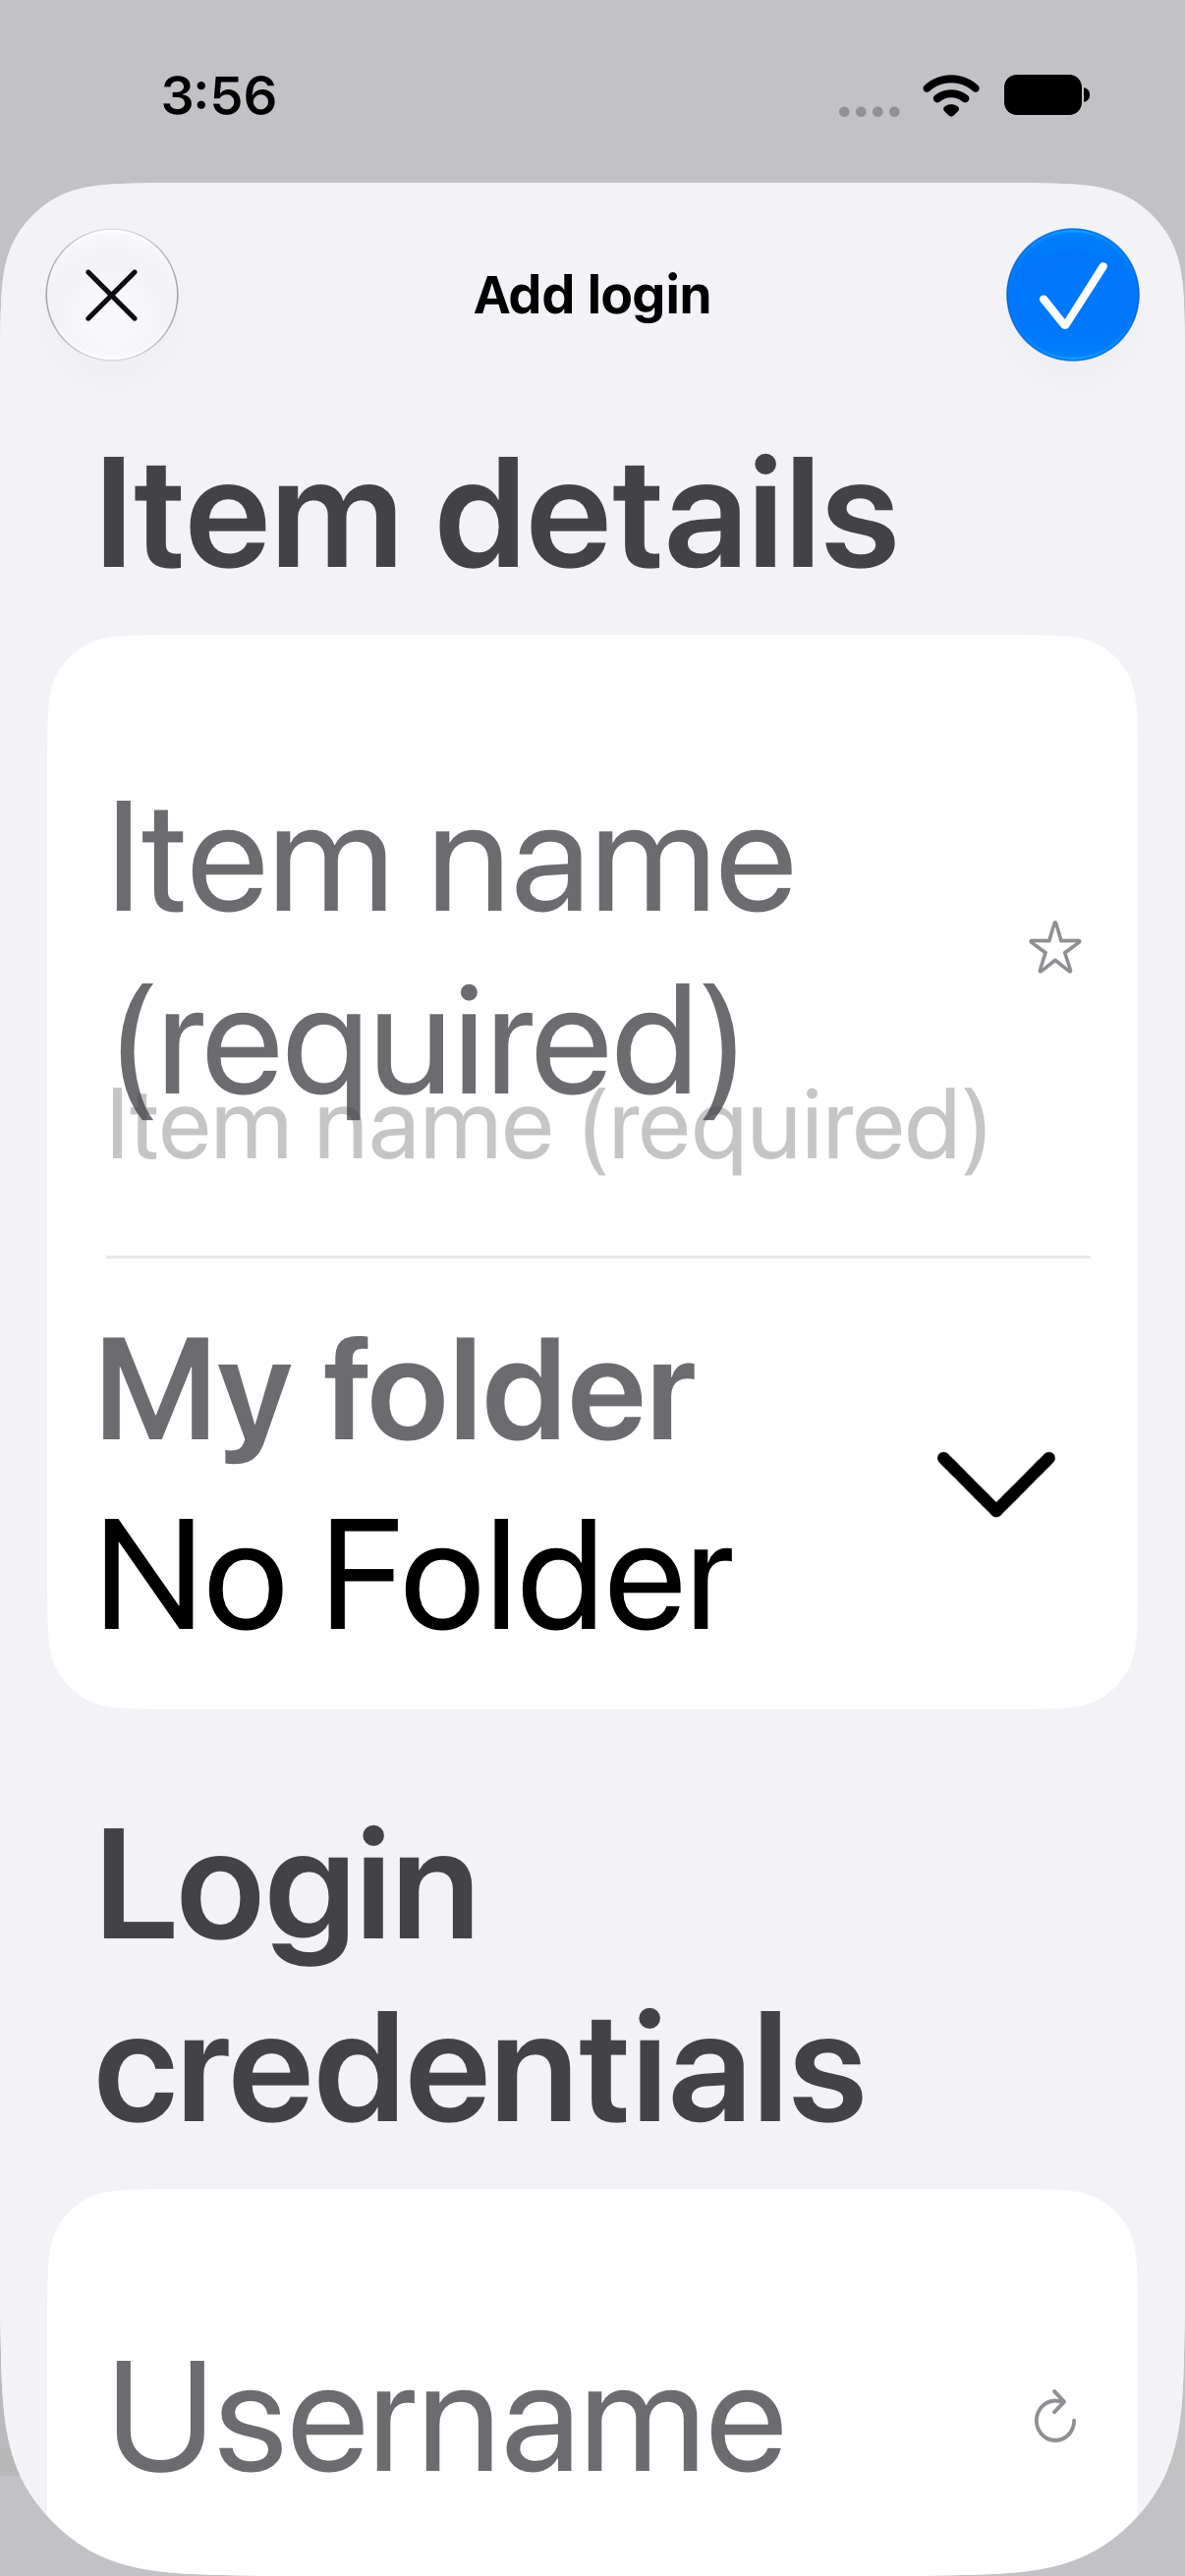 3:56
Add login
Item details
Item name
(required)
Item name (required)
My folder
No Folder
Login
credentials
Username